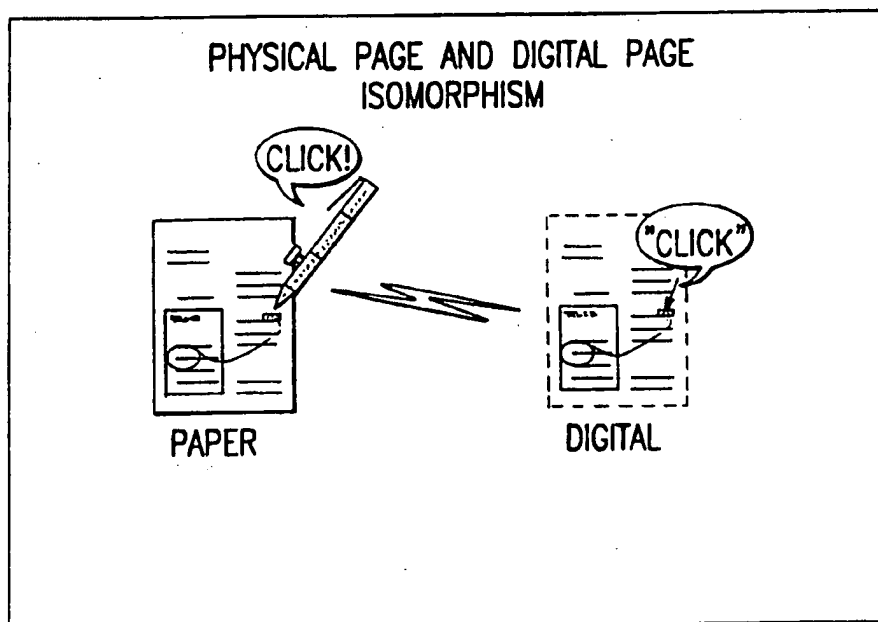 PHYSICAL PAGE AND DIGITAL PAGE
ISOMORPHISM
CLICK!
"CLICK"
PAPER
DIGITAL